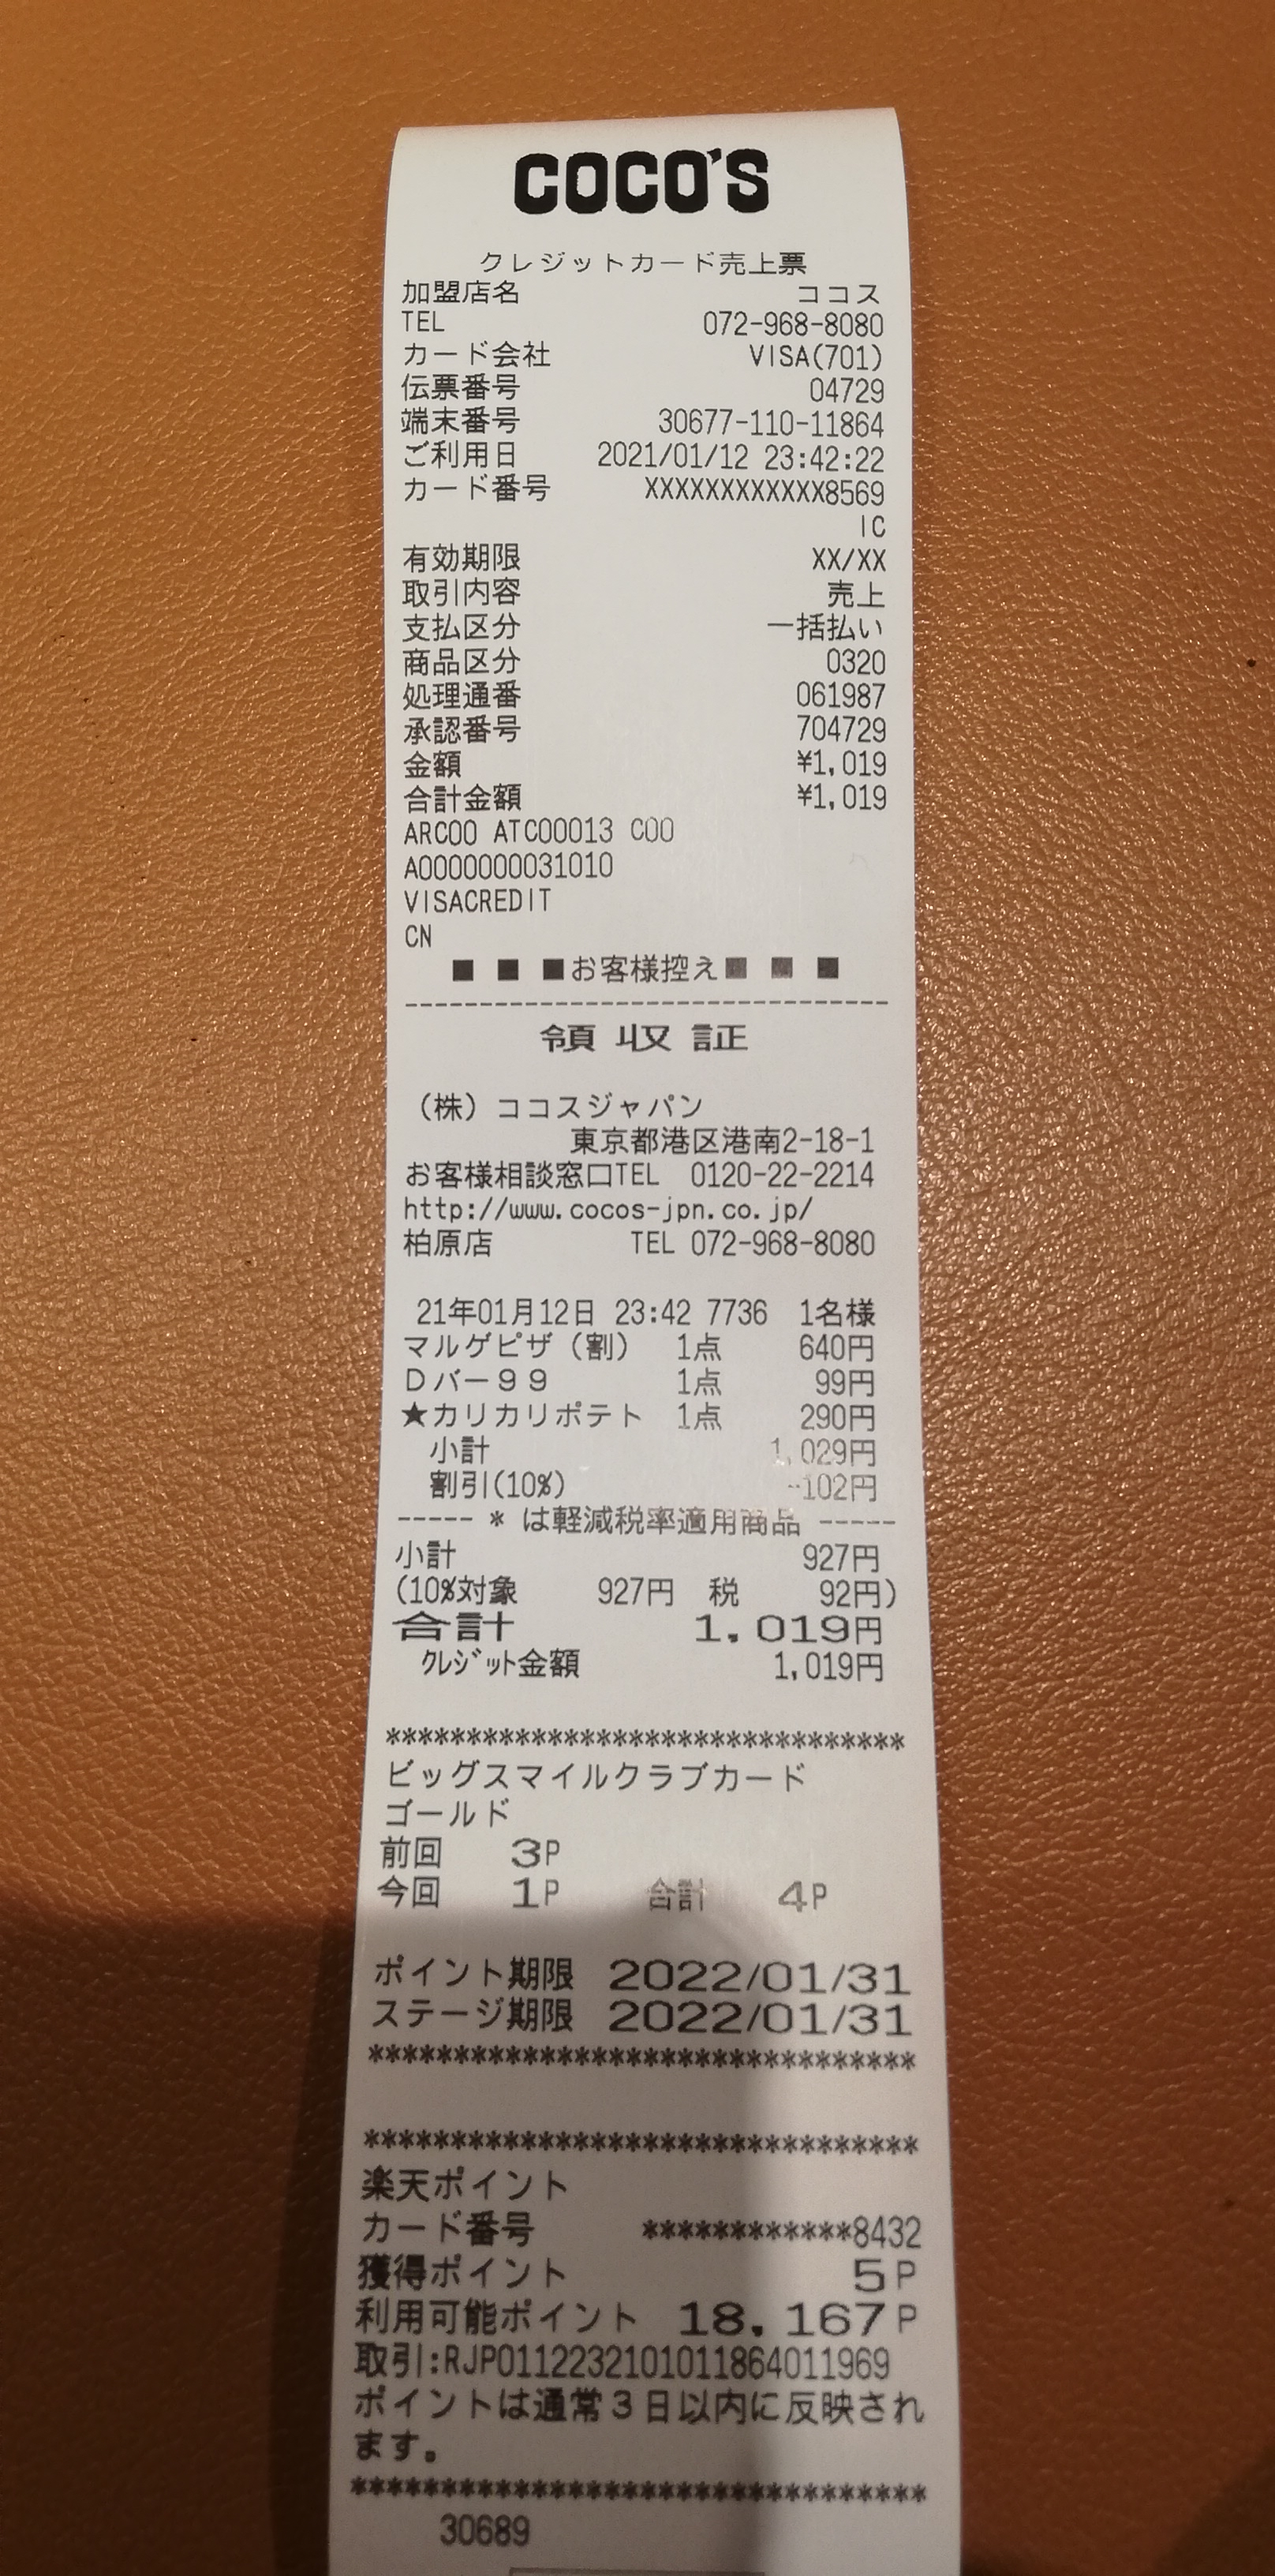 COCO'S
クレジットカード売上票
加盟店名 ココス
TEL 072-968-8080
カード会社 VISA(701)
伝票番号 04729
端末番号 30677-110-11864
ご利用日 2021/01/12 23:42:22
カード番号 XXXXXXXXXXXX8569
IC
有効期限 XX/XX
取引内容 売上
支払区分 一括払い
商品区分 0320
処理通番 061987
承認番号 704729
金額 ¥1,019
合計金額 ¥1,019
ARC00 ATC00013 C00
A0000000031010
VISACREDIT
CN
■ ■ ■お客様控え■ ■ ■
--------------------------------
領収証
（株）ココスジャパン
東京都港区港南2-18-1
お客様相談窓口TEL 0120-22-2214
http://www.cocos-jpn.co.jp/
柏原店 TEL 072-968-8080
21年01月12日 23:42 7736 1名様
マルゲピザ（割） 1点 640円
Dバー99 1点 99円
★カリカリポテト 1点 290円
小計 1,029円
割引(10%) -102円
----- * は軽減税率適用商品 -----
小計 927円
(10%対象 927円 税 92円)
合計 1,019円
ｸﾚｼﾞｯﾄ金額 1,019円
********************************
ビッグスマイルクラブカード
ゴールド
前回 3P
今回 1P 合計 4P
ポイント期限 2022/01/31
ステージ期限 2022/01/31
********************************
********************************
楽天ポイント
カード番号 ************8432
獲得ポイント 5P
利用可能ポイント 18,167P
取引:RJP0112232101011864011969
ポイントは通常3日以内に反映され
ます。
********************************
30689